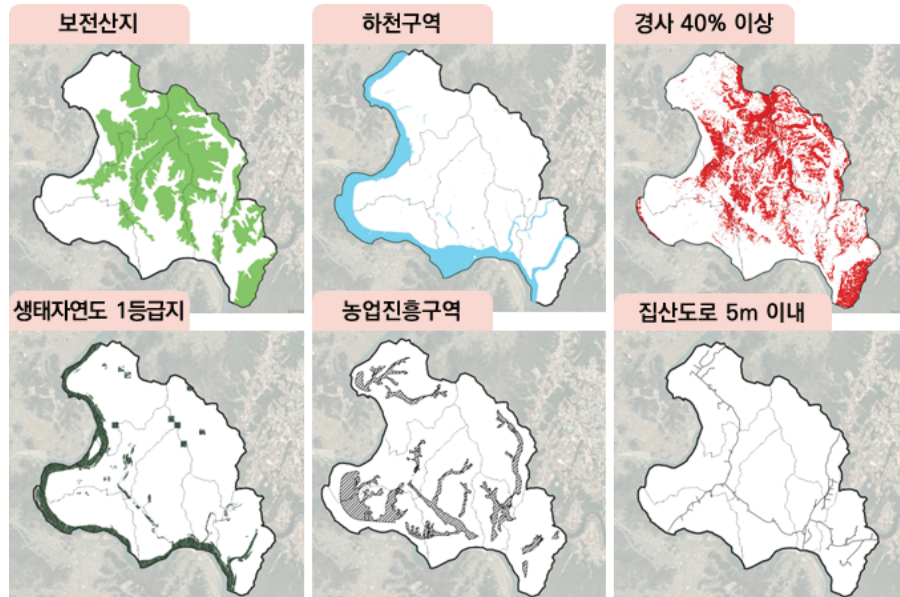 보전산지
하천구역
경사 40% 이상
생태자연도 1등급지
농업진흥구역
집산도로 5m 이내